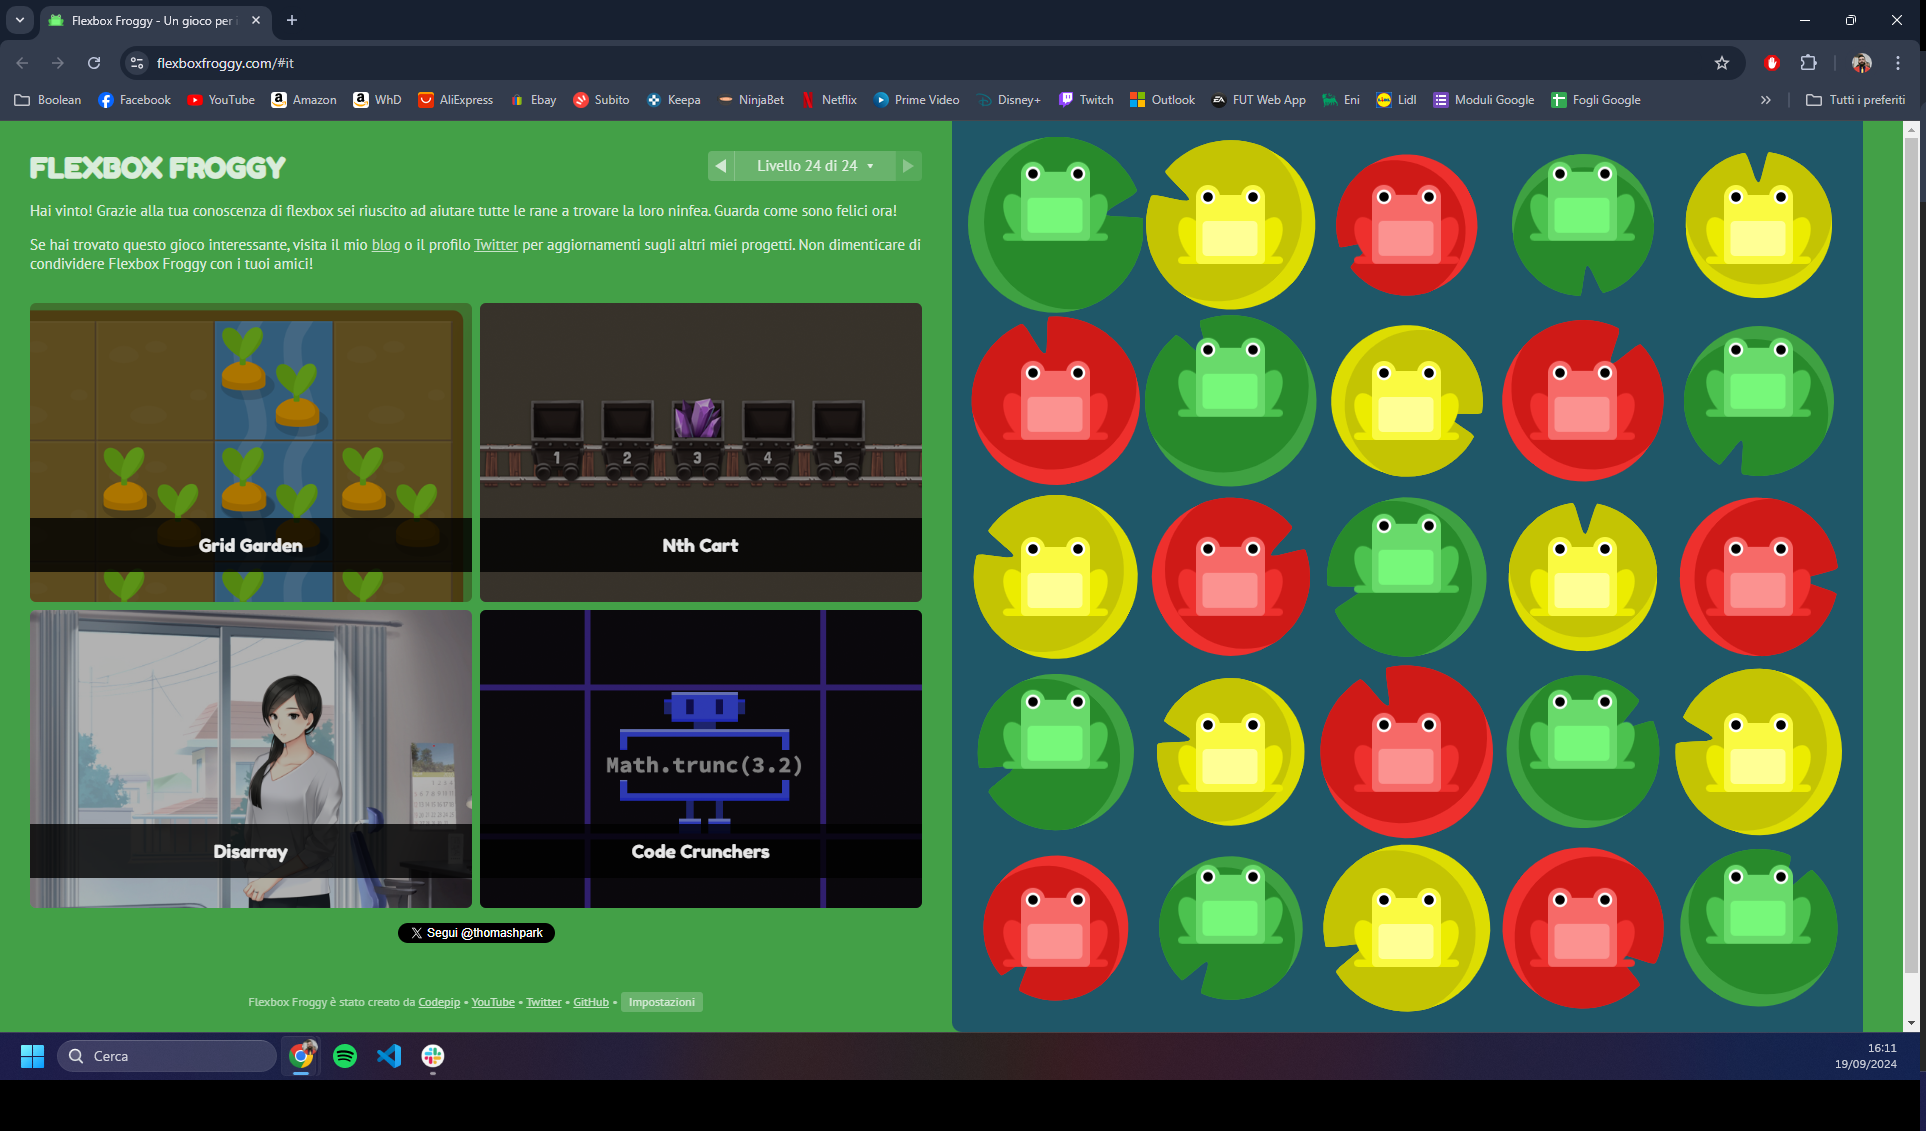 Flexbox Froggy - Un gioco per i
flexboxfroggy.com/#it
Boolean Facebook YouTube Amazon WhD AliExpress Ebay Subito Keepa NinjaBet Netflix Prime Video Disney+ Twitch Outlook FUT Web App Eni Lidl Moduli Google Fogli Google Tutti i preferiti
FLEXBOX FROGGY
Livello 24 di 24
Hai vinto! Grazie alla tua conoscenza di flexbox sei riuscito ad aiutare tutte le rane a trovare la loro ninfea. Guarda come sono felici ora!
Se hai trovato questo gioco interessante, visita il mio blog o il profilo Twitter per aggiornamenti sugli altri miei progetti. Non dimenticare di
condividere Flexbox Froggy con i tuoi amici!
1 2 3 4 5
Grid Garden
Nth Cart
Math.trunc(3.2)
Disarray
Code Crunchers
X Segui @thomashpark
Flexbox Froggy è stato creato da Codepip • YouTube • Twitter • GitHub • Impostazioni
Cerca
16:11
19/09/2024